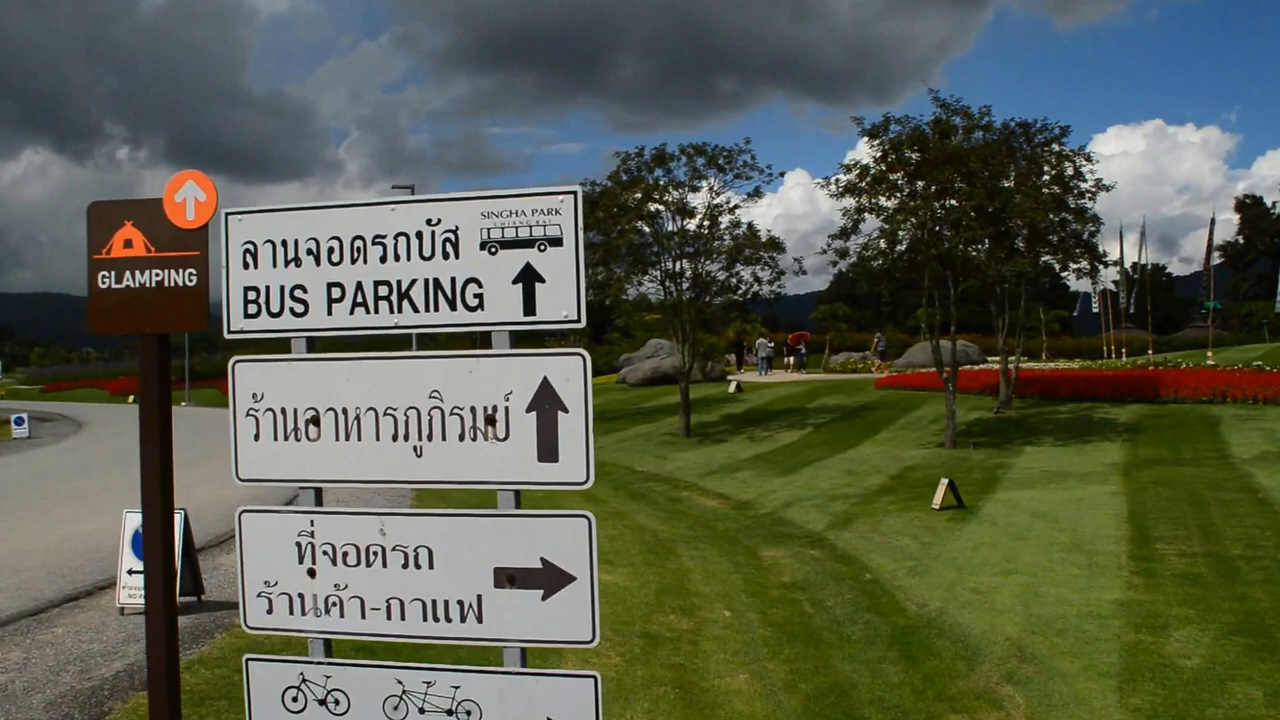 GLAMPING
SINGHA PARK
CHIANG RAI
ลานจอดรถบัส
BUS PARKING
ร้านอาหารภูภิรมย์
ที่จอดรถ
ร้านค้า-กาแฟ